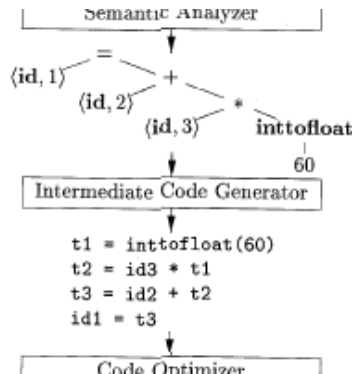 Semantic Analyzer
=
⟨id, 1⟩ +
⟨id, 2⟩ *
⟨id, 3⟩ inttofloat
60
Intermediate Code Generator
t1 = inttofloat(60)
t2 = id3 * t1
t3 = id2 + t2
id1 = t3
Code Optimizer